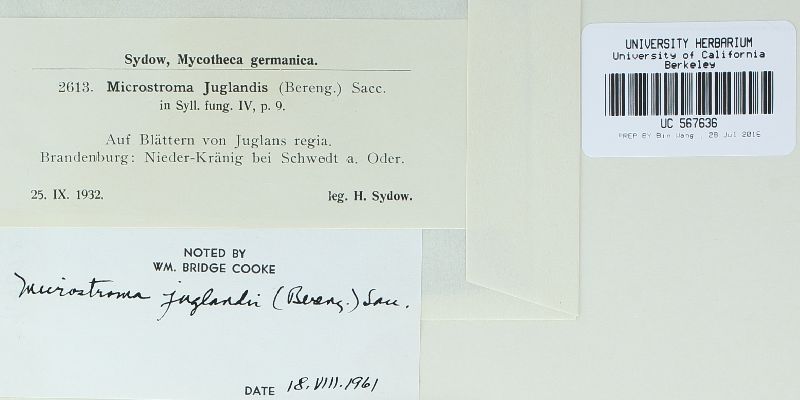 Sydow, Mycotheca germanica.
2613. Microstroma Juglandis (Bereng.) Sacc.
in Syll. fung. IV, p. 9.
Auf Blättern von Juglans regia.
Brandenburg: Nieder-Kränig bei Schwedt a. Oder.
25. IX. 1932. leg. H. Sydow.
NOTED BY
WM. BRIDGE COOKE
Microstroma juglandis (Bereng.) Sacc.
DATE 18.VIII.1961
UNIVERSITY HERBARIUM
University of California
Berkeley
UC 567636
PREP BY Bin Wang , 28 Jul 2016